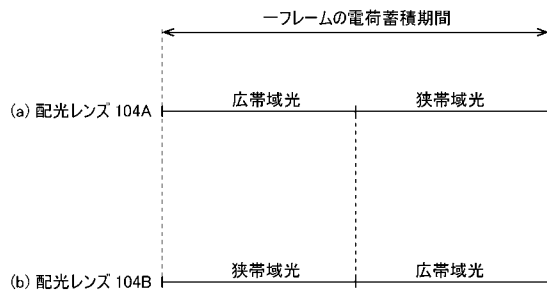 一フレームの電荷蓄積期間
(a) 配光レンズ 104A 広帯域光 狭帯域光
(b) 配光レンズ 104B 狭帯域光 広帯域光